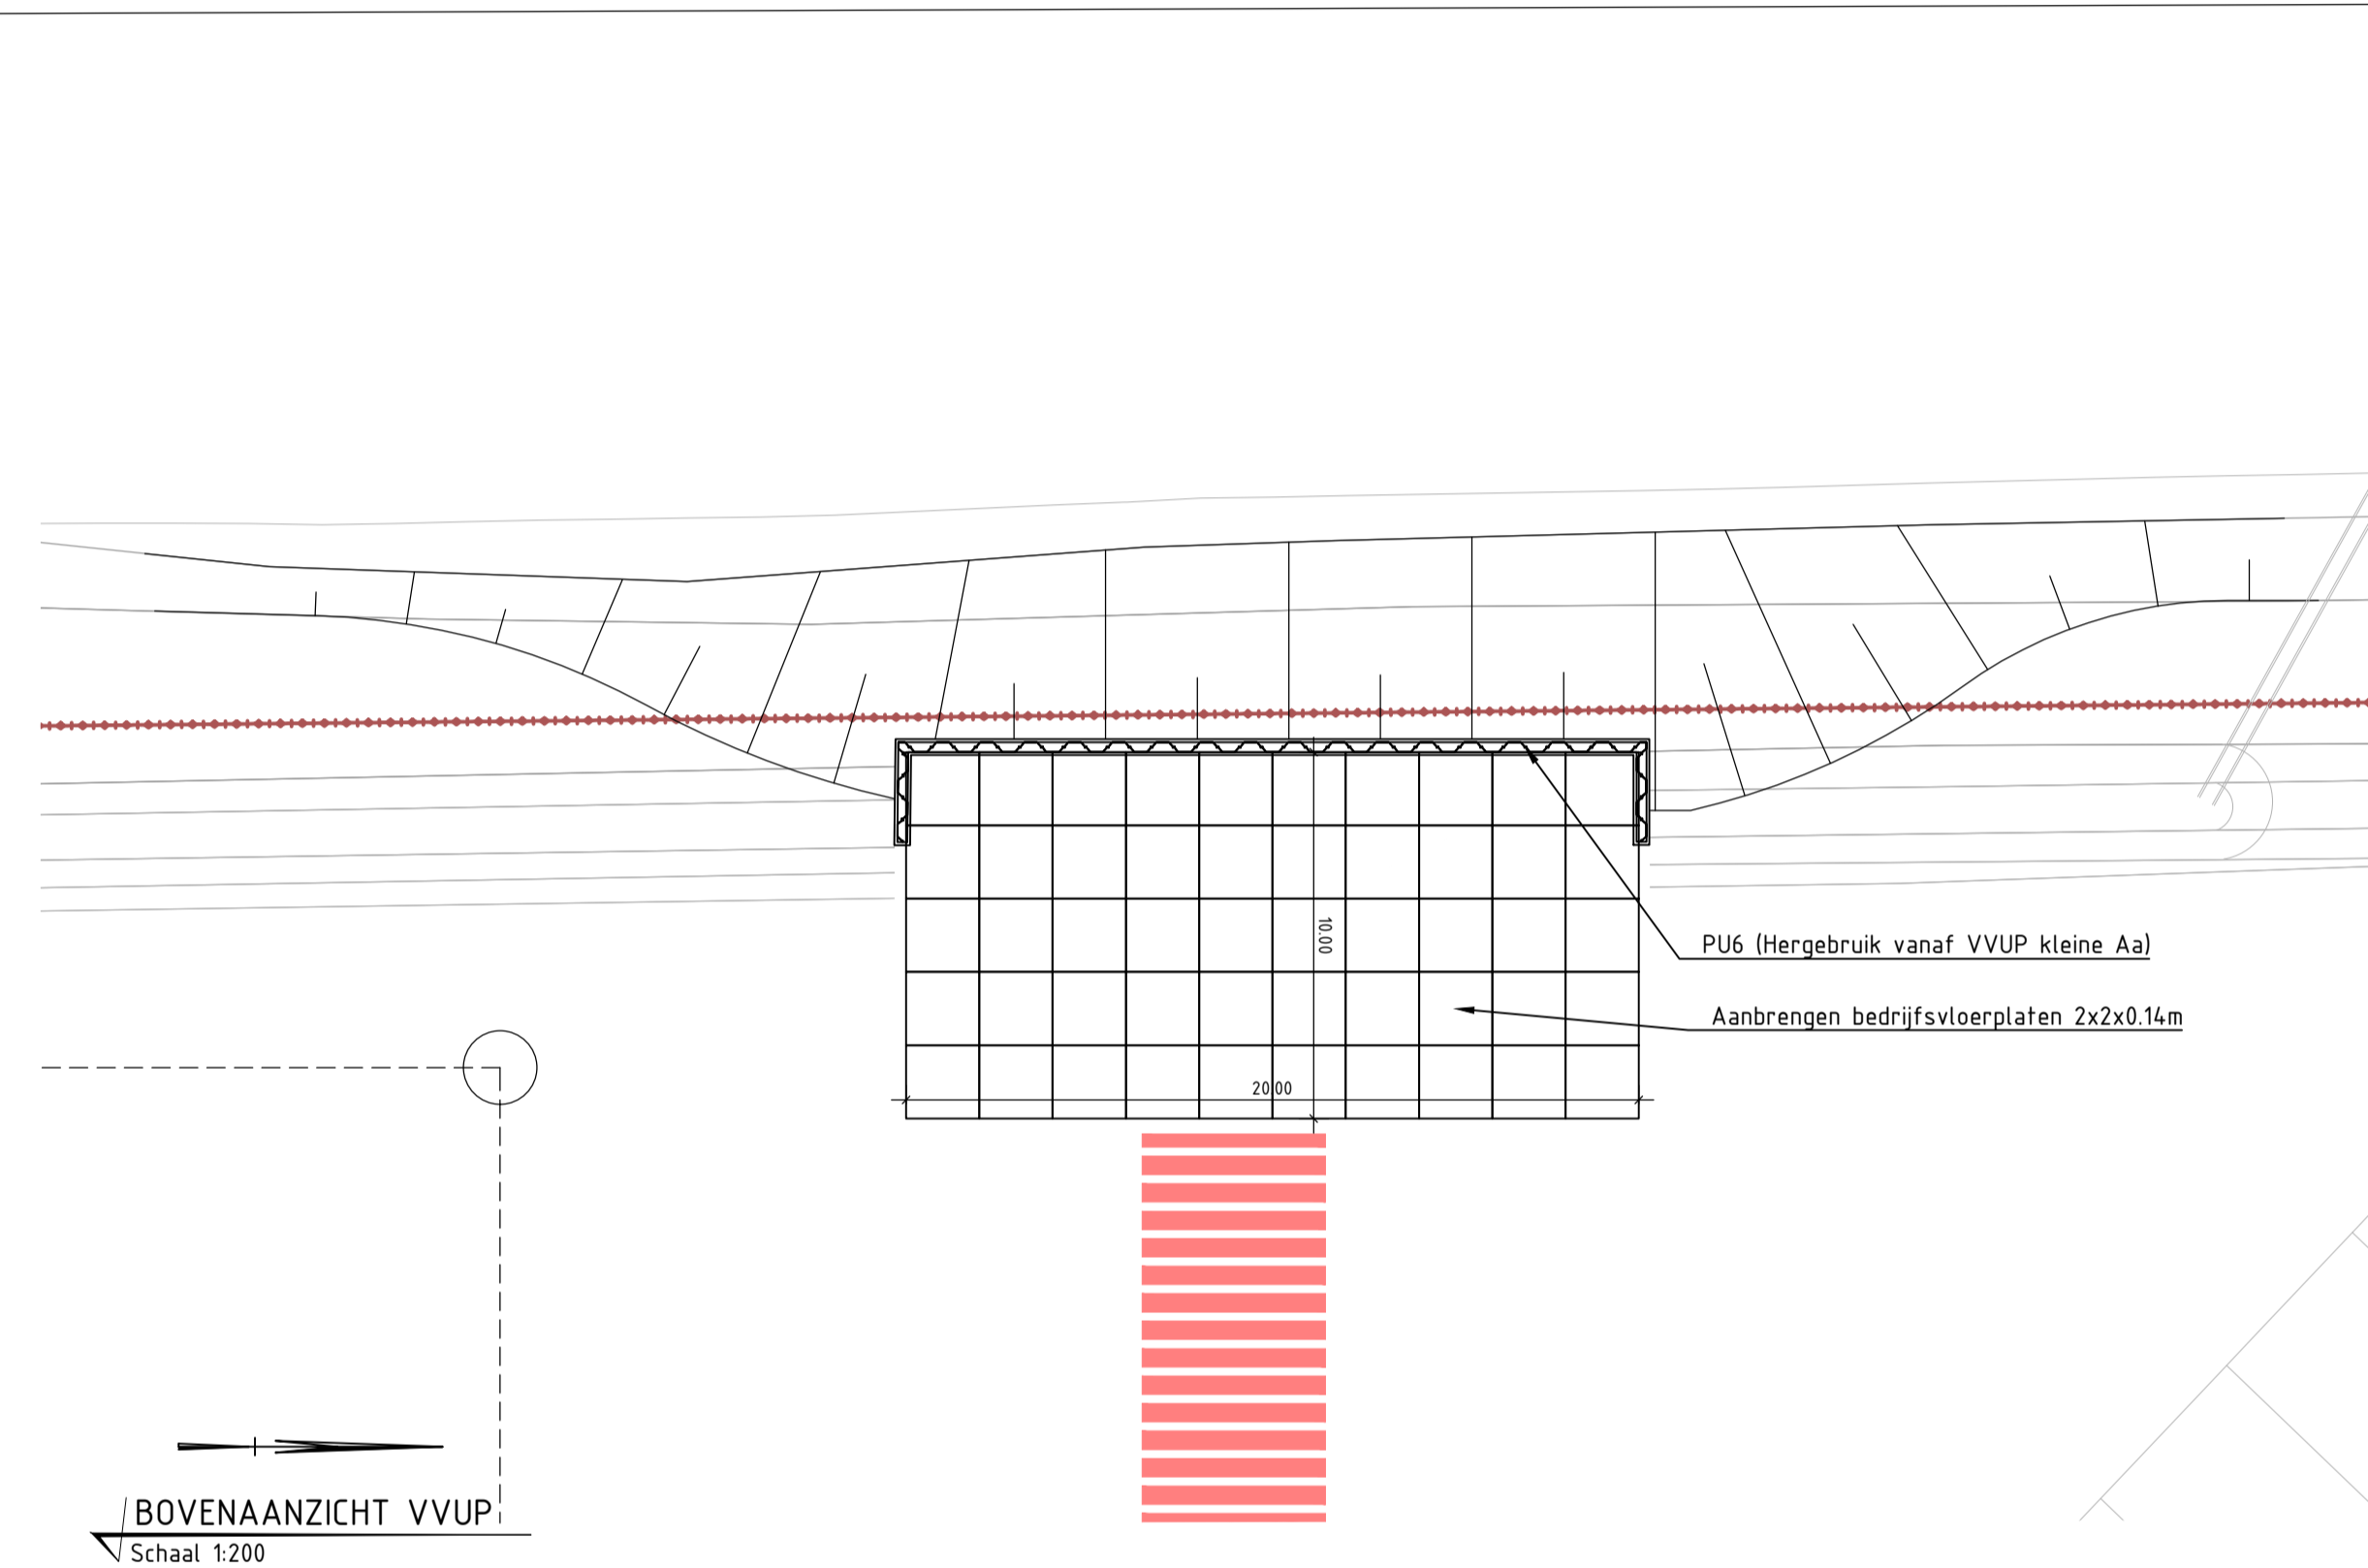 10.00
PU6 (Hergebruik vanaf VVUP kleine Aa)
Aanbrengen bedrijfsvloerplaten 2x2x0.14m
20.00
BOVENAANZICHT VVUP
Schaal 1:200